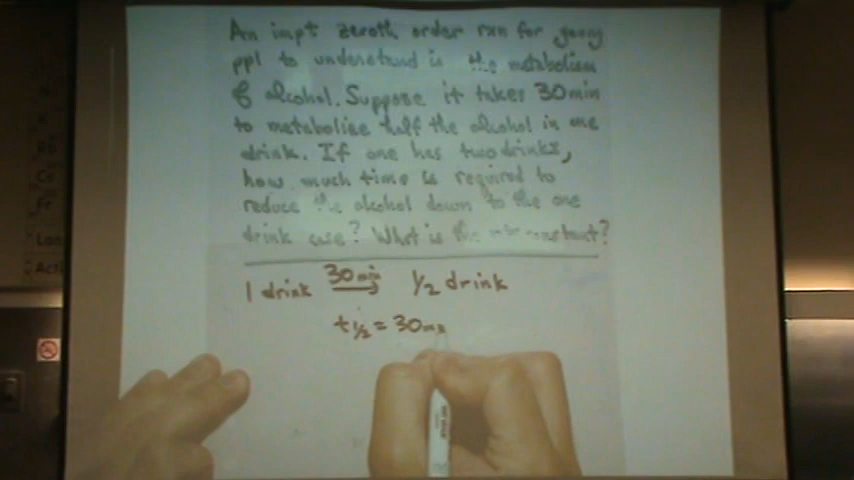 An impt zeroth order rxn for young
ppl to understand is the metabolism
of alcohol. Suppose it takes 30 min
to metabolize half the alcohol in one
drink. If one has two drinks,
how much time is required to
reduce the alcohol down to the one
drink case? What is the rate constant?
1 drink 30 min → 1/2 drink
t 1/2 = 30 min